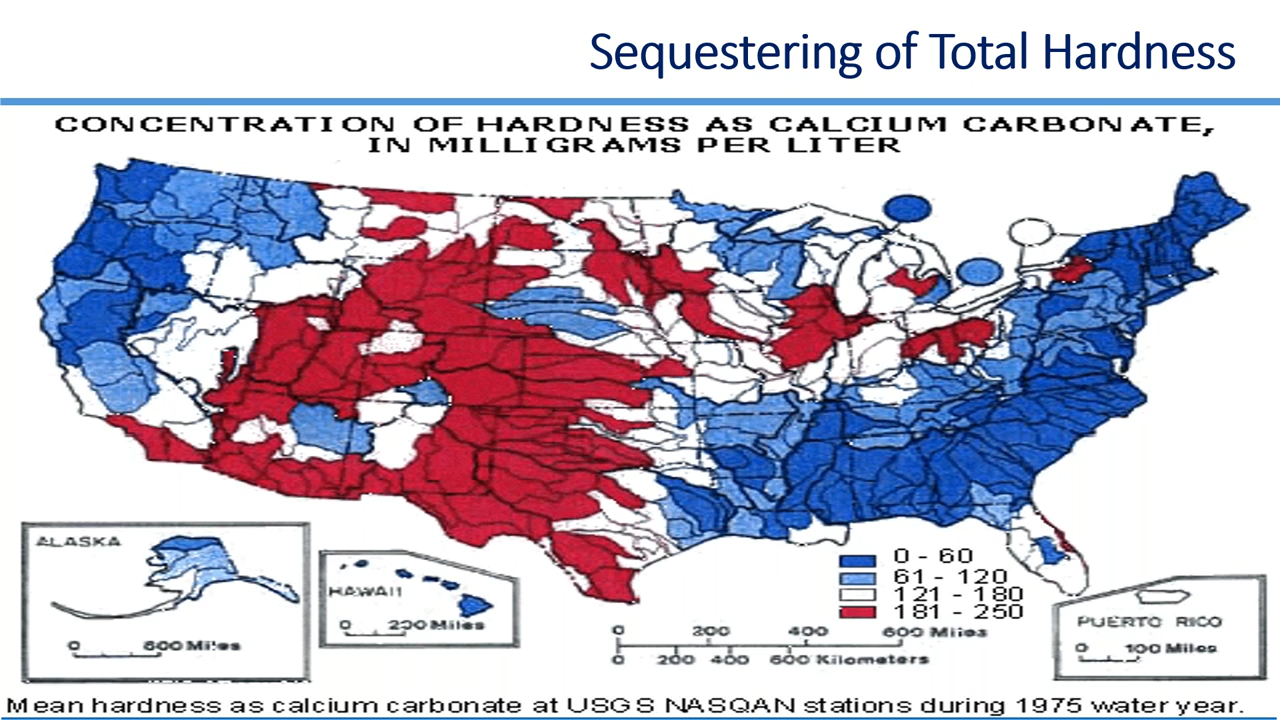 Sequestering of Total Hardness
CONCENTRATION OF HARDNESS AS CALCIUM CARBONATE,
IN MILLIGRAMS PER LITER
ALASKA
0 600 Miles
HAWAII
0 200 Miles
0 - 60
61 - 120
121 - 180
181 - 250
0 200 400 600 Miles
0 200 400 600 Kilometers
PUERTO RICO
0 100 Miles
Mean hardness as calcium carbonate at USGS NASQAN stations during 1975 water year.